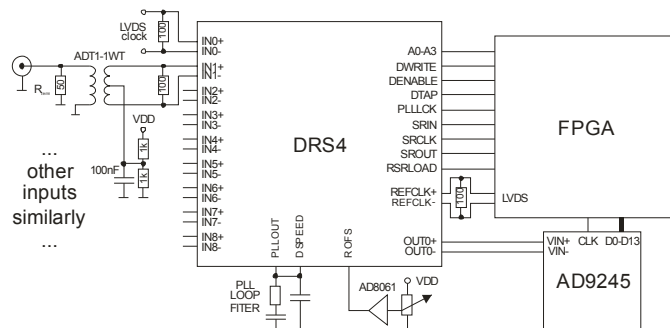 LVDS
clock
100
ADT1-1WT
50
100
VDD
1k
1k
100nF
...
other
inputs
similarly
...
IN0+
IN0-
IN1+
IN1-
IN2+
IN2-
IN3+
IN3-
IN4+
IN4-
IN5+
IN5-
IN6+
IN6-
IN7+
IN7-
IN8+
IN8-
DRS4
A0-A3
DWRITE
DENABLE
DTAP
PLLLCK
SRIN
SRCLK
SROUT
RSRLOAD
REFCLK+
REFCLK-
OUT0+
OUT0-
PLLOUT
DSPEED
ROFS
100
LVDS
FPGA
VIN+
VIN-
CLK
D0-D13
AD9245
PLL
LOOP
FITER
AD8061
VDD